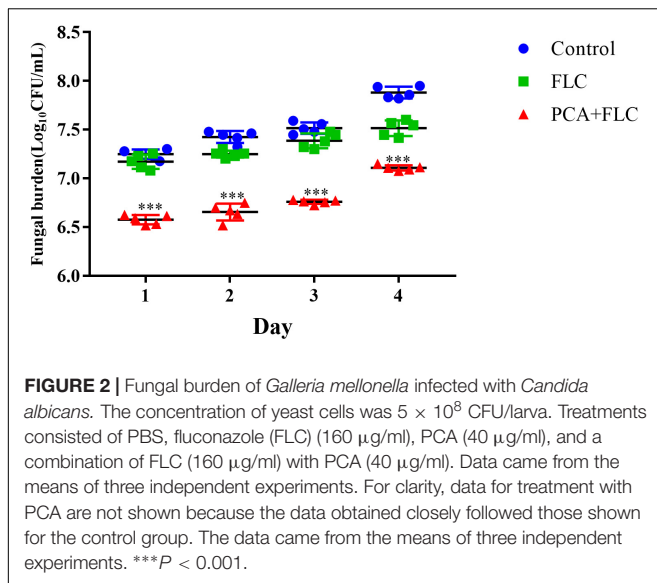 8.5
8.0
7.5
7.0
6.5
6.0
Fungal burden(Log₁₀CFU/mL)
***
***
***
***
1 2 3 4
Day
Control
FLC
PCA+FLC
FIGURE 2 | Fungal burden of Galleria mellonella infected with Candida
albicans. The concentration of yeast cells was 5 × 10⁸ CFU/larva. Treatments
consisted of PBS, fluconazole (FLC) (160 μg/ml), PCA (40 μg/ml), and a
combination of FLC (160 μg/ml) with PCA (40 μg/ml). Data came from the
means of three independent experiments. For clarity, data for treatment with
PCA are not shown because the data obtained closely followed those shown
for the control group. The data came from the means of three independent
experiments. ***P < 0.001.